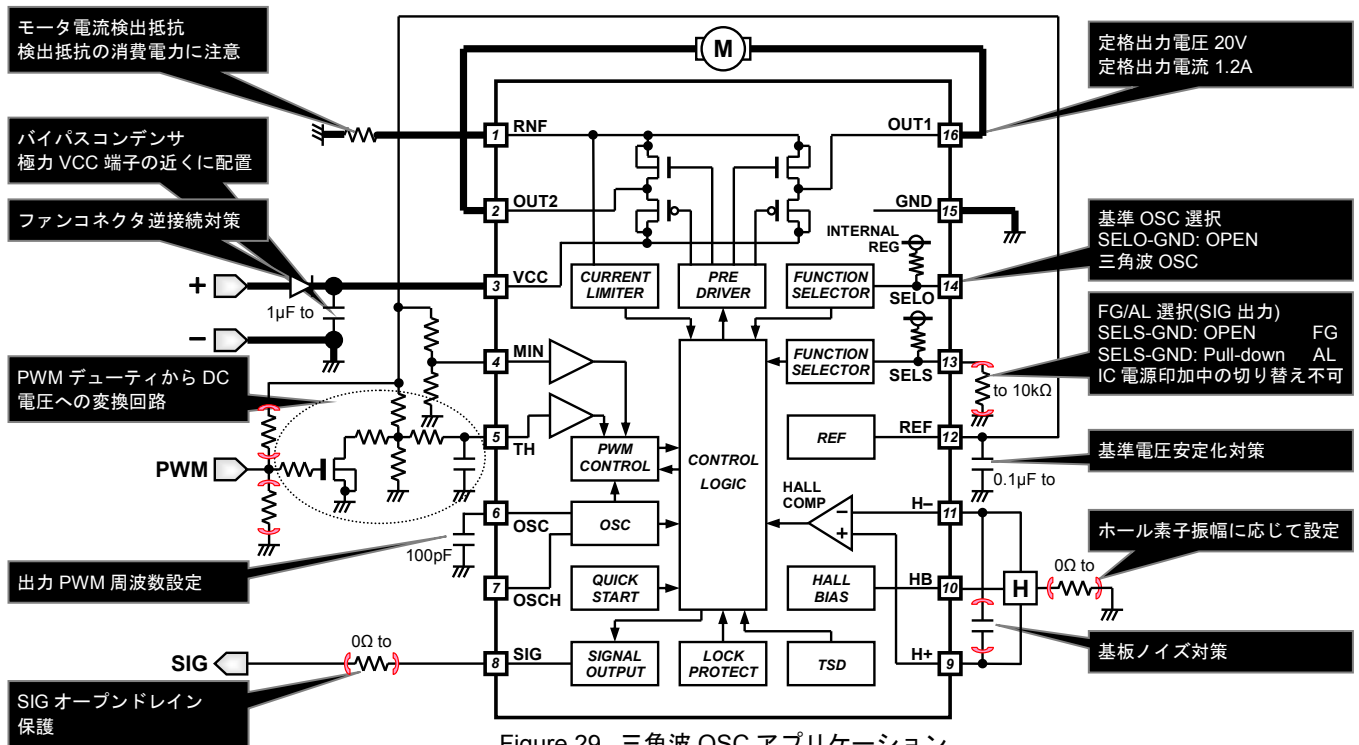 モータ電流検出抵抗
検出抵抗の消費電力に注意
バイパスコンデンサ
極力 VCC 端子の近くに配置
ファンコネクタ逆接続対策
+
−
1μF to
PWM デューティから DC
電圧への変換回路
PWM
出力 PWM 周波数設定
100pF
SIG
0Ω to
SIG オープンドレイン
保護
M
1
RNF
2
OUT2
3
VCC
4
MIN
5
TH
6
OSC
7
OSCH
8
SIG
CURRENT
LIMITER
PRE
DRIVER
FUNCTION
SELECTOR
FUNCTION
SELECTOR
INTERNAL
REG
PWM
CONTROL
CONTROL
LOGIC
REF
HALL
COMP
−
+
OSC
QUICK
START
HALL
BIAS
SIGNAL
OUTPUT
LOCK
PROTECT
TSD
OUT1
16
GND
15
SELO
14
SELS
13
REF
12
H−
11
HB
10
H+
9
to 10kΩ
0.1μF to
H
0Ω to
定格出力電圧 20V
定格出力電流 1.2A
基準 OSC 選択
SELO-GND: OPEN
三角波 OSC
FG/AL 選択(SIG 出力)
SELS-GND: OPEN FG
SELS-GND: Pull-down AL
IC 電源印加中の切り替え不可
基準電圧安定化対策
ホール素子振幅に応じて設定
基板ノイズ対策
Figure 29. 三角波 OSC アプリケーション